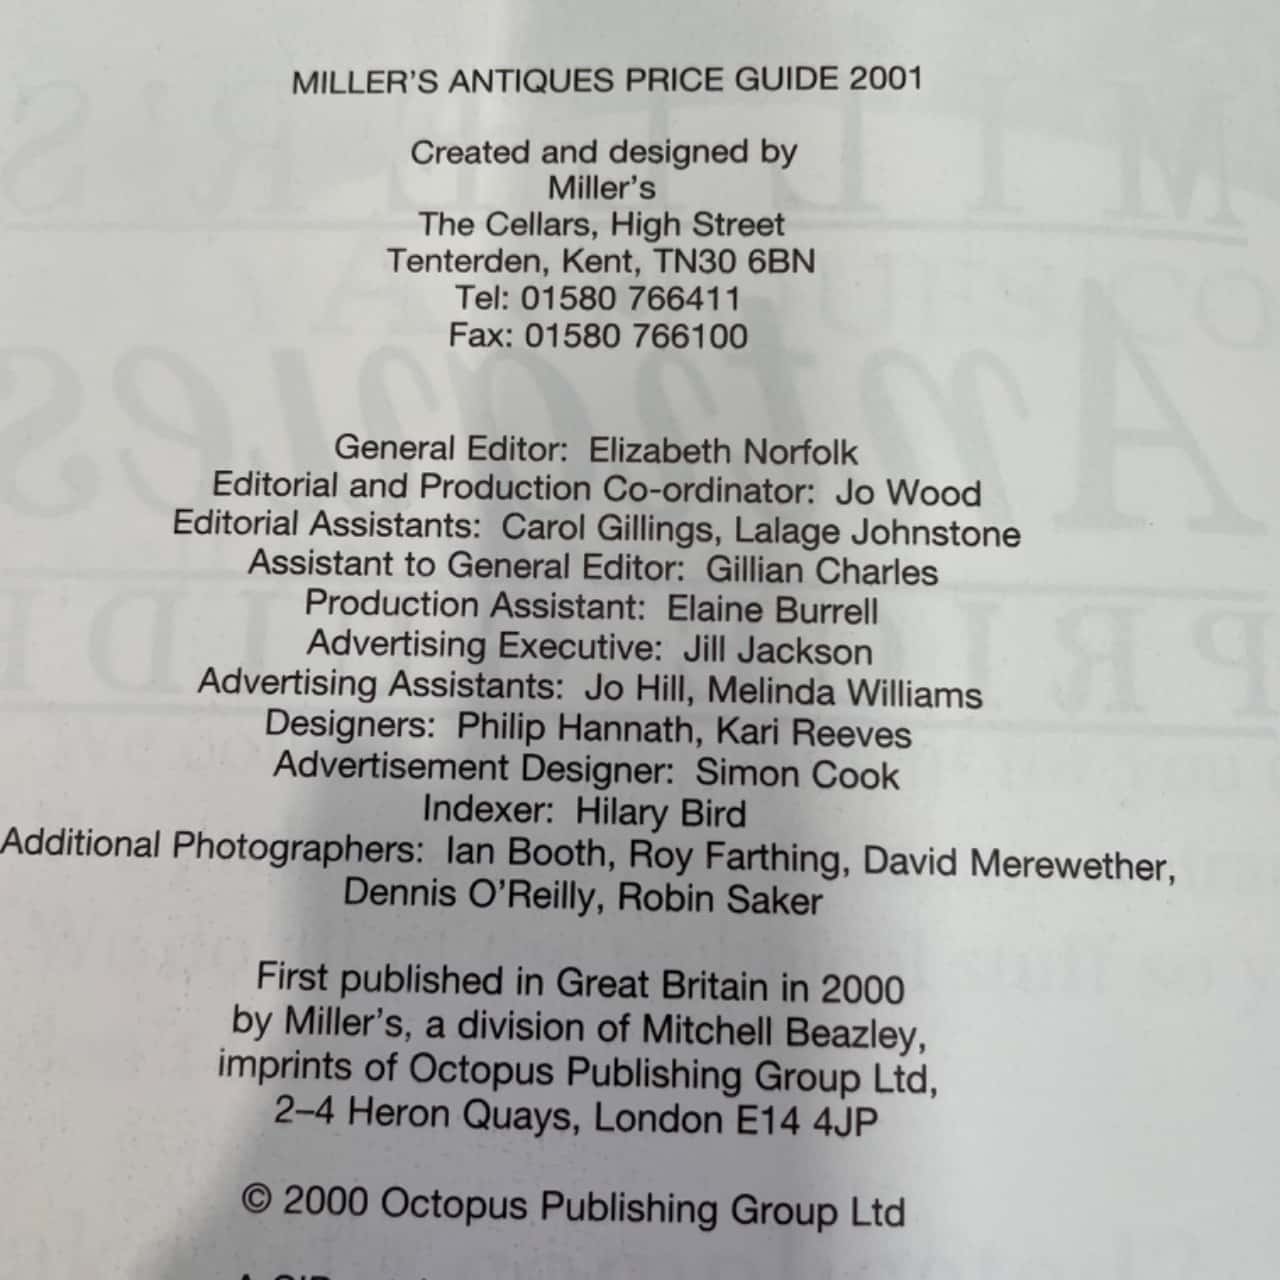 MILLER'S ANTIQUES PRICE GUIDE 2001
Created and designed by
Miller's
The Cellars, High Street
Tenterden, Kent, TN30 6BN
Tel: 01580 766411
Fax: 01580 766100
General Editor: Elizabeth Norfolk
Editorial and Production Co-ordinator: Jo Wood
Editorial Assistants: Carol Gillings, Lalage Johnstone
Assistant to General Editor: Gillian Charles
Production Assistant: Elaine Burrell
Advertising Executive: Jill Jackson
Advertising Assistants: Jo Hill, Melinda Williams
Designers: Philip Hannath, Kari Reeves
Advertisement Designer: Simon Cook
Indexer: Hilary Bird
Additional Photographers: Ian Booth, Roy Farthing, David Merewether,
Dennis O'Reilly, Robin Saker
First published in Great Britain in 2000
by Miller's, a division of Mitchell Beazley,
imprints of Octopus Publishing Group Ltd,
2–4 Heron Quays, London E14 4JP
© 2000 Octopus Publishing Group Ltd